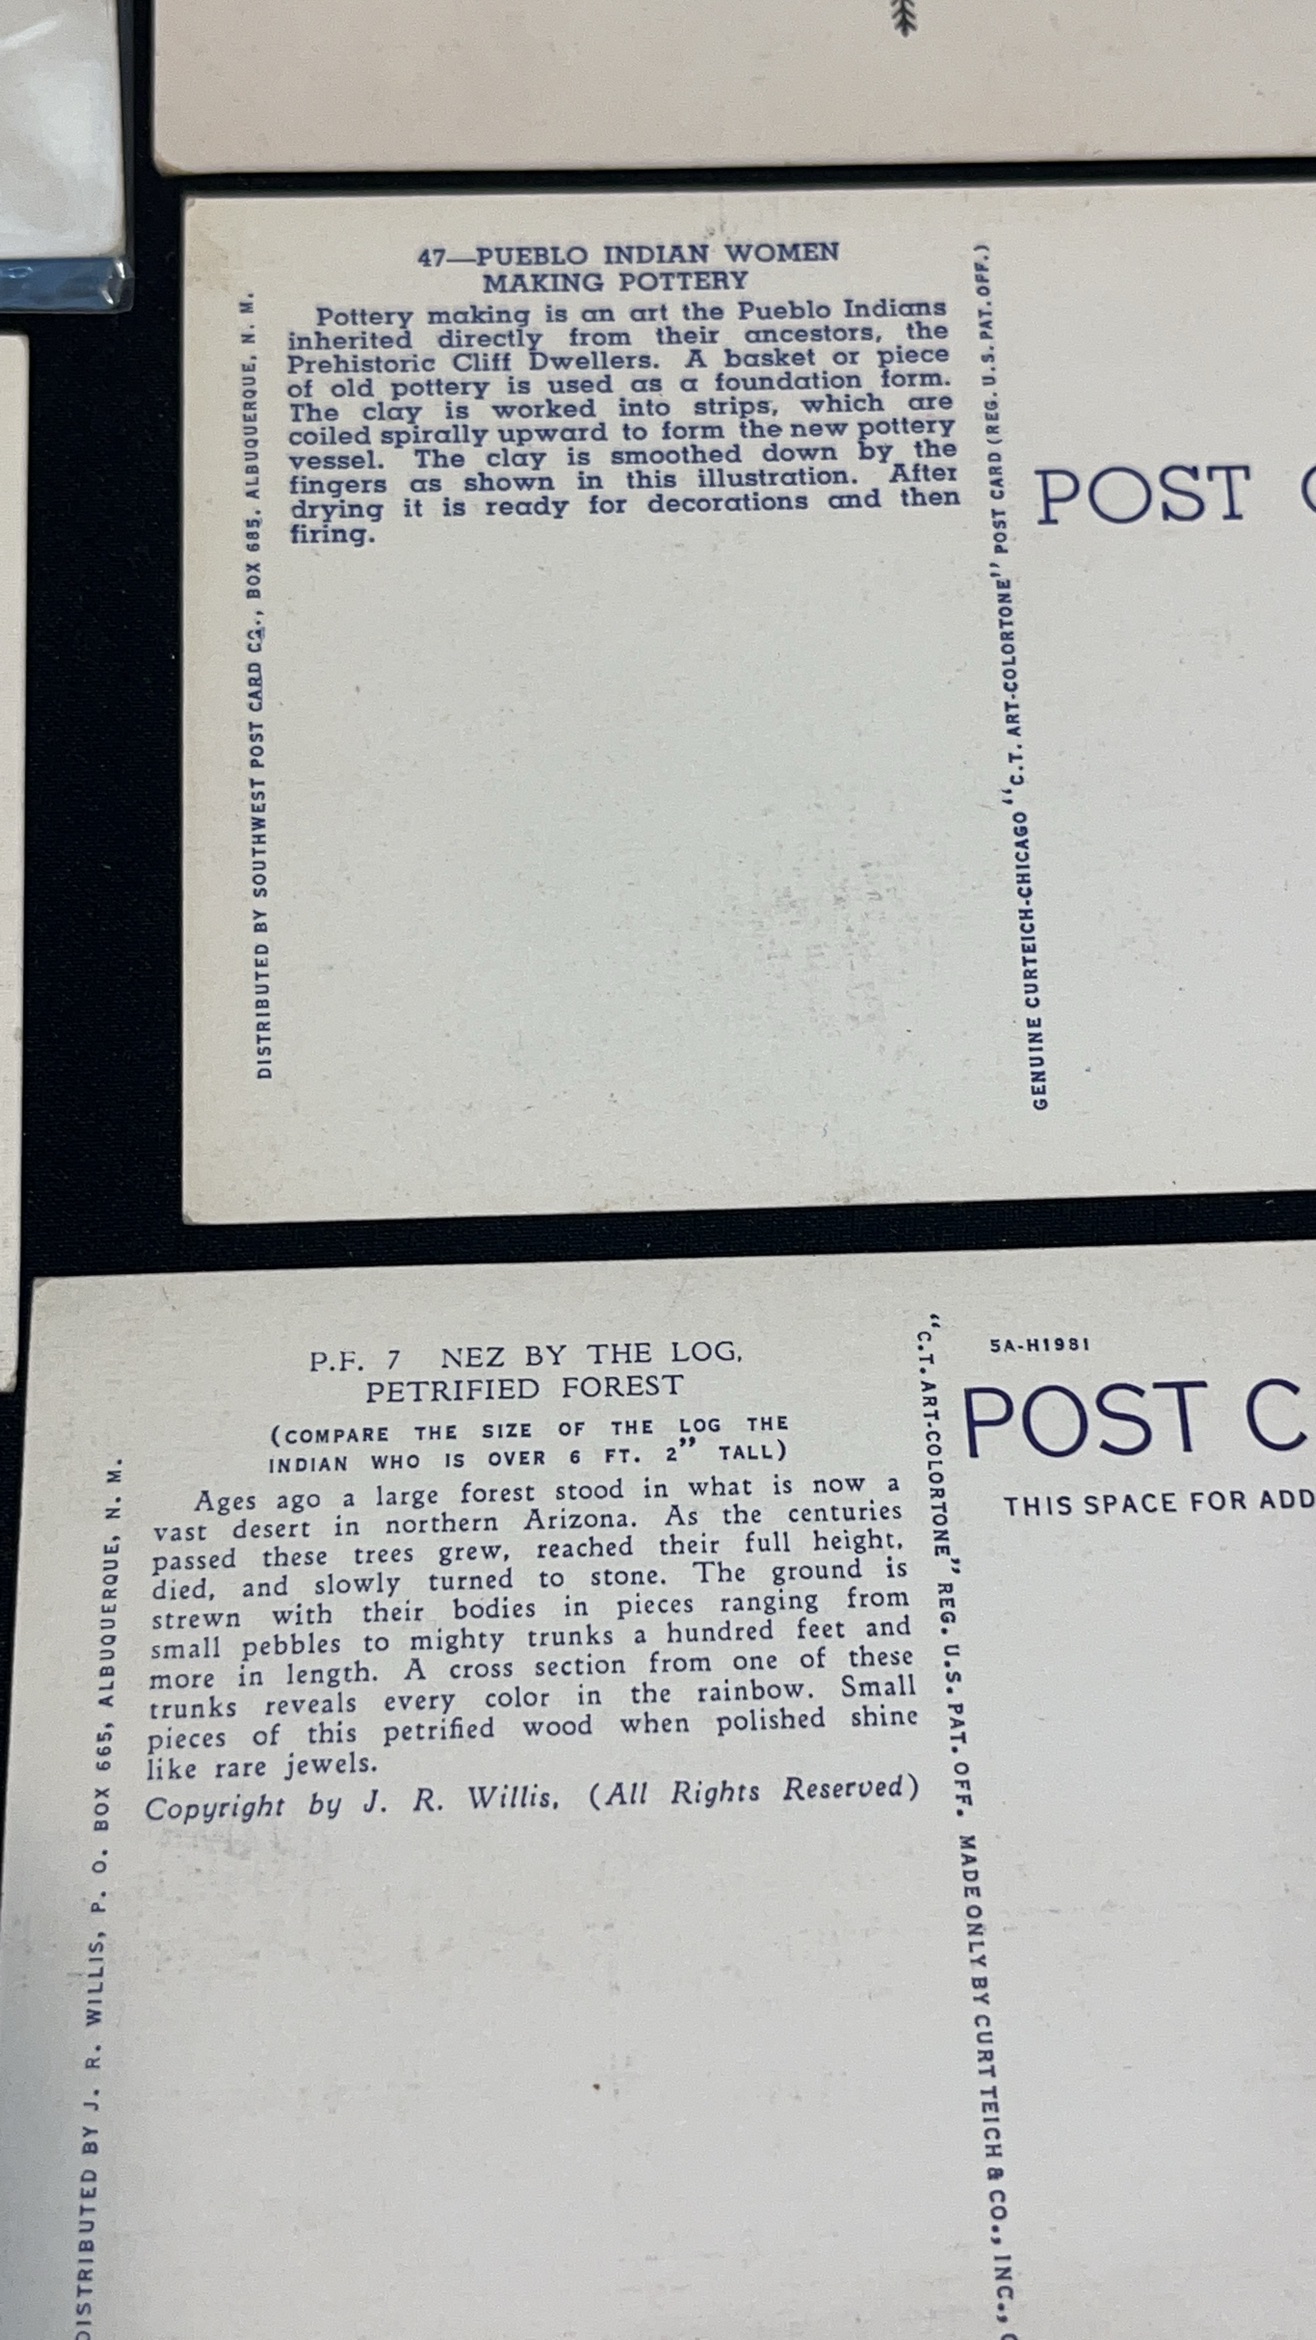 47—PUEBLO INDIAN WOMEN
MAKING POTTERY
Pottery making is an art the Pueblo Indians
inherited directly from their ancestors, the
Prehistoric Cliff Dwellers. A basket or piece
of old pottery is used as a foundation form.
The clay is worked into strips, which are
coiled spirally upward to form the new pottery
vessel. The clay is smoothed down by the
fingers as shown in this illustration. After
drying it is ready for decorations and then
firing.
DISTRIBUTED BY SOUTHWEST POST CARD CO., BOX 685, ALBUQUERQUE, N. M.
GENUINE CURTEICH-CHICAGO "C.T. ART-COLORTONE" POST CARD (REG. U.S. PAT. OFF.)
POST
P.F. 7 NEZ BY THE LOG,
PETRIFIED FOREST
(COMPARE THE SIZE OF THE LOG THE
INDIAN WHO IS OVER 6 FT. 2" TALL)
Ages ago a large forest stood in what is now a
vast desert in northern Arizona. As the centuries
passed these trees grew, reached their full height,
died, and slowly turned to stone. The ground is
strewn with their bodies in pieces ranging from
small pebbles to mighty trunks a hundred feet and
more in length. A cross section from one of these
trunks reveals every color in the rainbow. Small
pieces of this petrified wood when polished shine
like rare jewels.
Copyright by J. R. Willis, (All Rights Reserved)
DISTRIBUTED BY J. R. WILLIS, P. O. BOX 665, ALBUQUERQUE, N. M.
"C.T. ART-COLORTONE" REG. U.S. PAT. OFF. MADE ONLY BY CURT TEICH & CO., INC.,
5A-H1981
POST C
THIS SPACE FOR ADD